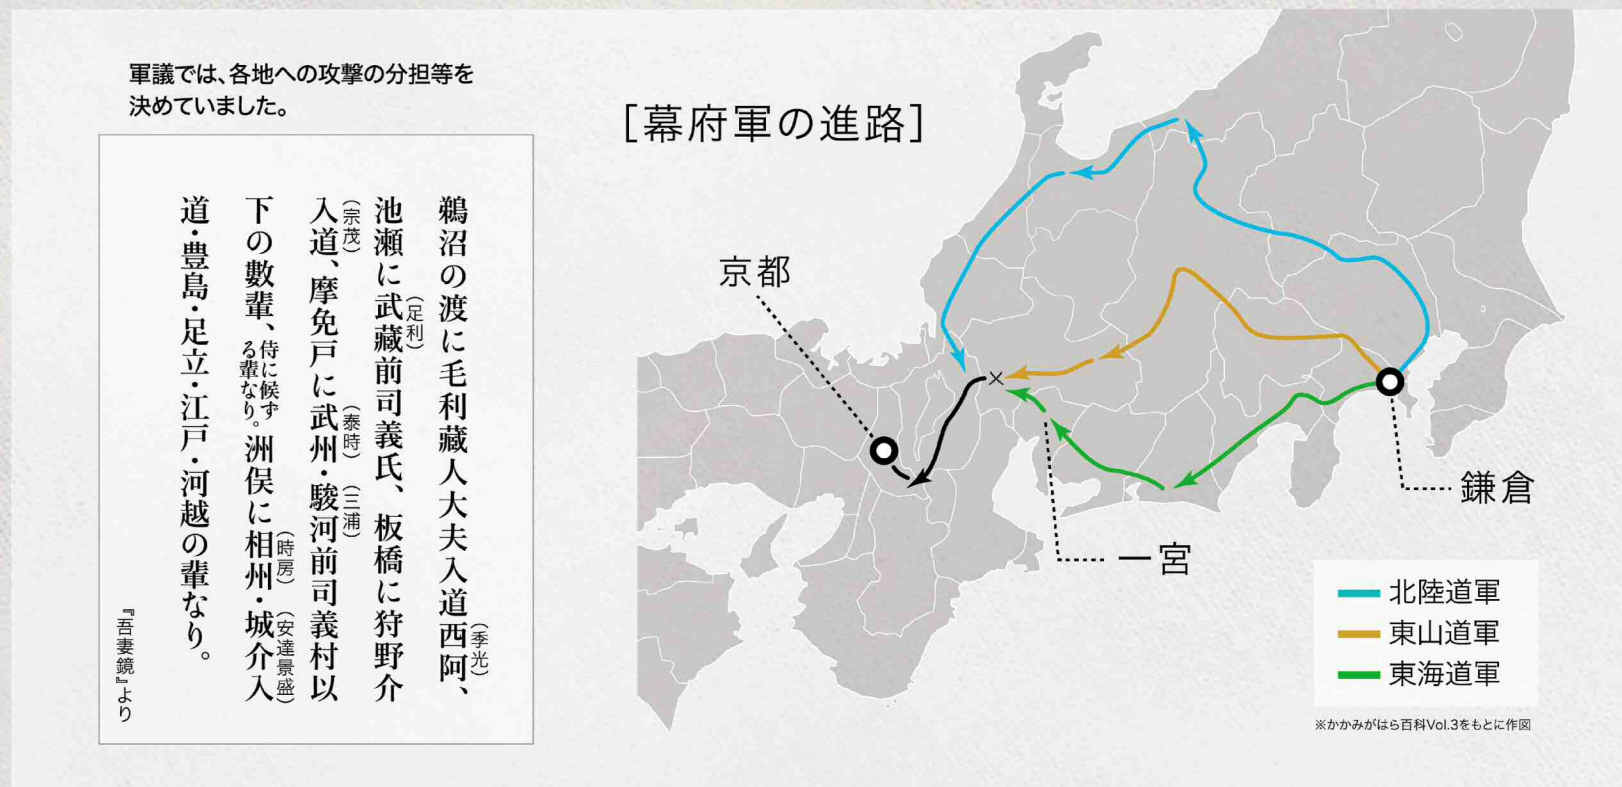 軍議では、各地への攻撃の分担等を
決めていました。
鵜沼の渡に毛利藏人大夫入道西阿(季光)、
池瀬に武藏前司義氏(足利)、板橋に狩野介
入道(宗茂)、摩免戸に武州(泰時)・駿河前司義村(三浦)以
下の數輩、侍に候ずる輩なり。洲俣に相州(時房)・城介入(安達景盛)
道・豊島・足立・江戸・河越の輩なり。
『吾妻鏡』より
[幕府軍の進路]
京都
鎌倉
一宮
北陸道軍
東山道軍
東海道軍
※かかみがはら百科Vol.3をもとに作図